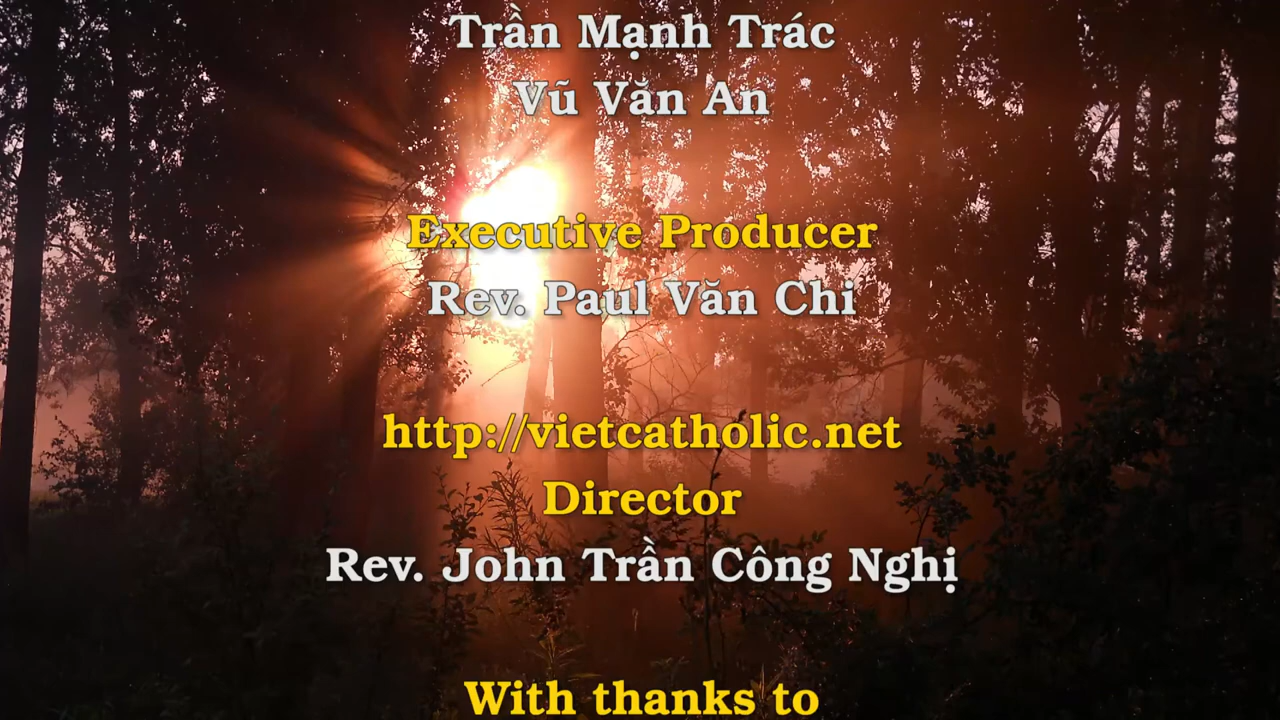 Trần Mạnh Trác
Vũ Văn An
Executive Producer
Rev. Paul Văn Chi
http://vietcatholic.net
Director
Rev. John Trần Công Nghị
With thanks to